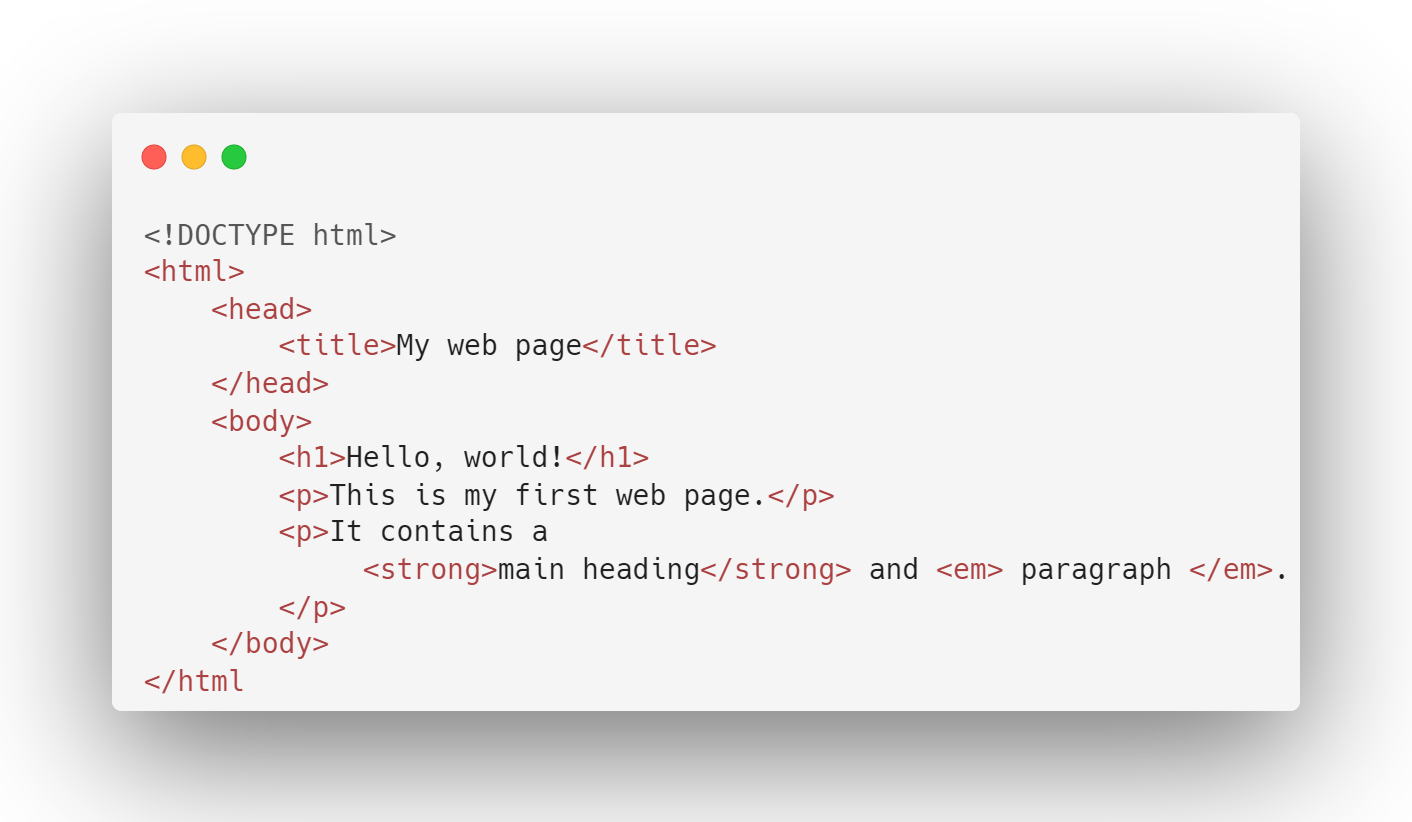 <!DOCTYPE html>
<html>
    <head>
        <title>My web page</title>
    </head>
    <body>
        <h1>Hello, world!</h1>
        <p>This is my first web page.</p>
        <p>It contains a
             <strong>main heading</strong> and <em> paragraph </em>.
        </p>
    </body>
</html